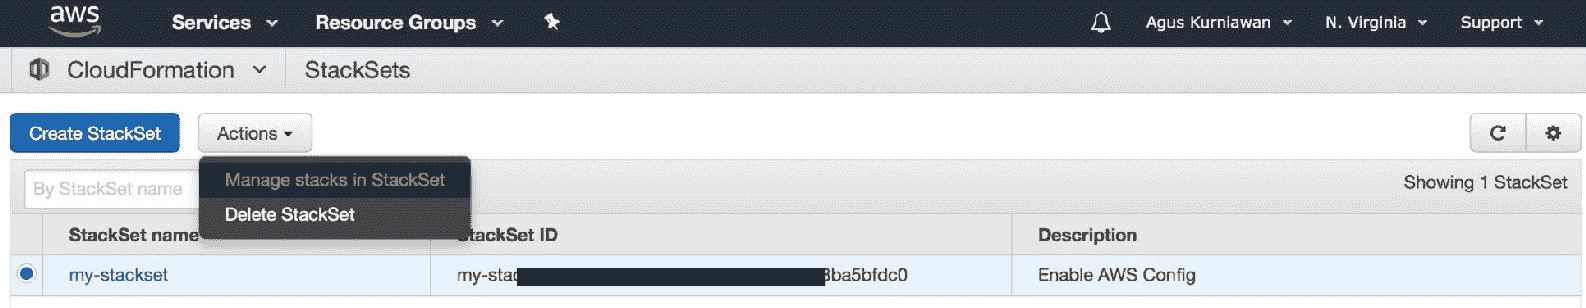 aws Services Resource Groups Agus Kurniawan N. Virginia Support
CloudFormation StackSets
Create StackSet Actions
Manage stacks in StackSet
By StackSet name Showing 1 StackSet
Delete StackSet
StackSet name StackSet ID Description
my-stackset my-stac 3ba5bfdc0 Enable AWS Config